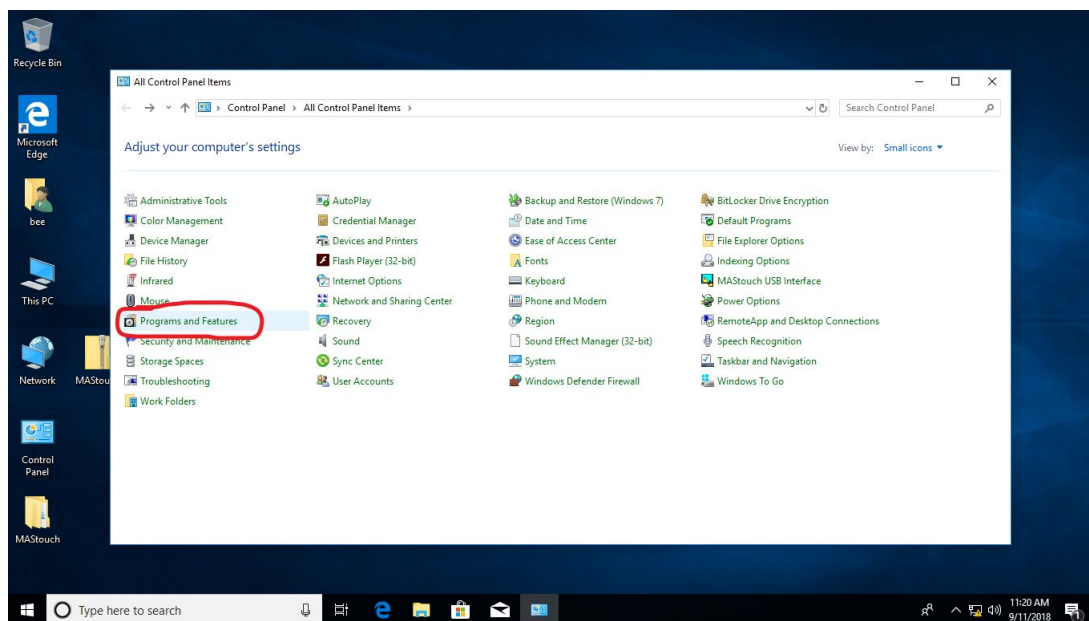 Recycle Bin
All Control Panel Items
Control Panel > All Control Panel Items >
Search Control Panel
Microsoft
Edge
Adjust your computer's settings
View by: Small icons
Administrative Tools
AutoPlay
Backup and Restore (Windows 7)
BitLocker Drive Encryption
Color Management
Credential Manager
Date and Time
Default Programs
bee
Device Manager
Devices and Printers
Ease of Access Center
File Explorer Options
File History
Flash Player (32-bit)
Fonts
Indexing Options
Infrared
Internet Options
Keyboard
MAStouch USB Interface
This PC
Mouse
Network and Sharing Center
Phone and Modem
Power Options
Programs and Features
Recovery
Region
RemoteApp and Desktop Connections
Security and Maintenance
Sound
Sound Effect Manager (32-bit)
Speech Recognition
Storage Spaces
Sync Center
System
Taskbar and Navigation
Network
MAStou
Troubleshooting
User Accounts
Windows Defender Firewall
Windows To Go
Work Folders
Control
Panel
MAStouch
Type here to search
11:20 AM
9/11/2018
1